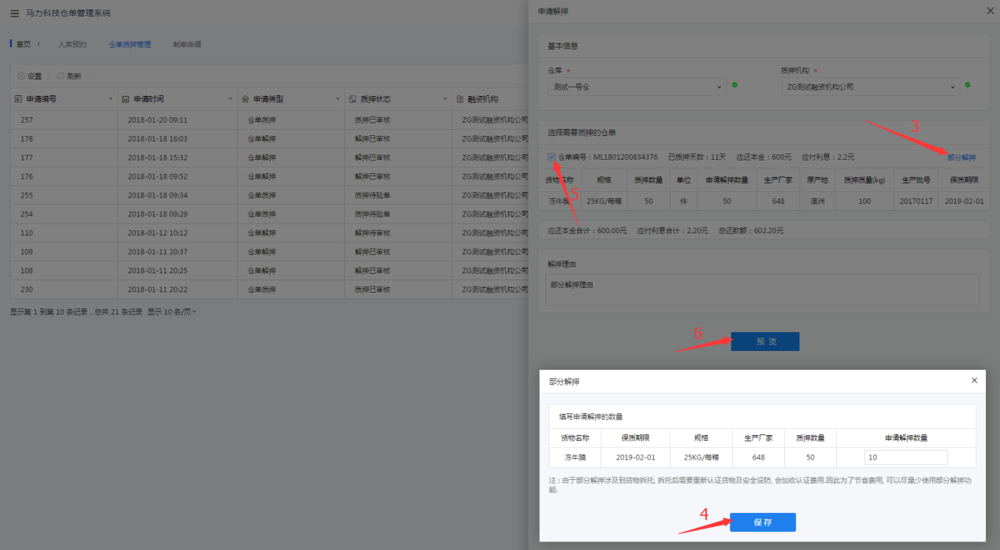 马力科技仓单管理系统
首页 入库预约 仓单质押管理 制单申请
设置 刷新
申请编号 申请时间 申请类型 质押状态 融资机构
257 2018-01-20 09:11 仓单质押 质押已审核 ZG测试融资机构公司
178 2018-01-18 16:03 仓单解押 解押已审核 ZG测试融资机构公司
177 2018-01-18 15:32 仓单解押 解押已审核 ZG测试融资机构公司
176 2018-01-18 09:52 仓单解押 解押已审核 ZG测试融资机构公司
255 2018-01-18 09:34 仓单质押 质押待验单 ZG测试融资机构公司
254 2018-01-18 09:29 仓单质押 质押待验单 ZG测试融资机构公司
110 2018-01-12 10:12 仓单解押 解押待审核 ZG测试融资机构公司
109 2018-01-11 20:37 仓单解押 解押已审核 ZG测试融资机构公司
108 2018-01-11 20:25 仓单解押 解押已审核 ZG测试融资机构公司
230 2018-01-11 20:22 仓单质押 质押已审核 ZG测试融资机构公司
显示第 1 到第 10 条记录，总共 21 条记录 显示 10 条/页
申请解押 ×
基本信息
仓库 * 质押机构 *
测试一号仓 ZG测试融资机构公司
3
选择需要质押的仓单
仓单编号：ML1801200834376 已质押天数：11天 应还本金：600元 应付利息：2.2元 部分解押
货物名称 规格 质押数量 单位 申请解押数量 生产厂家 原产地 质押质量(kg) 生产批号 保质期限
5
冻牛腩 25KG/每箱 50 件 50 648 澳洲 100 20170117 2019-02-01
应还本金合计：600.00元 应付利息合计：2.20元 总还款额：602.20元
解押理由
部分解押理由
6
预 览
部分解押 ×
填写申请解押的数量
货物名称 保质期限 规格 生产厂家 质押数量 申请解押数量
冻牛腩 2019-02-01 25KG/每箱 648 50 10
注：由于部分解押涉及到货物拆托, 拆托后需要重新认证货物及安全设防, 会加收认证费用.因此为了节省费用, 可以尽量少使用部分解押功
能.
4
保 存